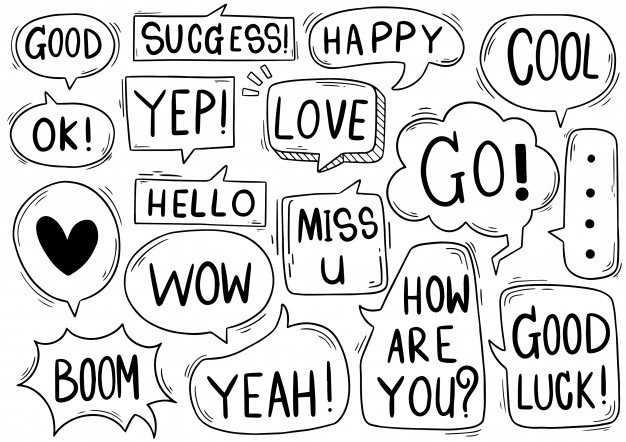 GOOD
SUCCESS!
HAPPY
COOL
OK!
YEP!
LOVE
GO!
HELLO
MISS
U
WOW
HOW
ARE
YOU?
GOOD
LUCK!
BOOM
YEAH!